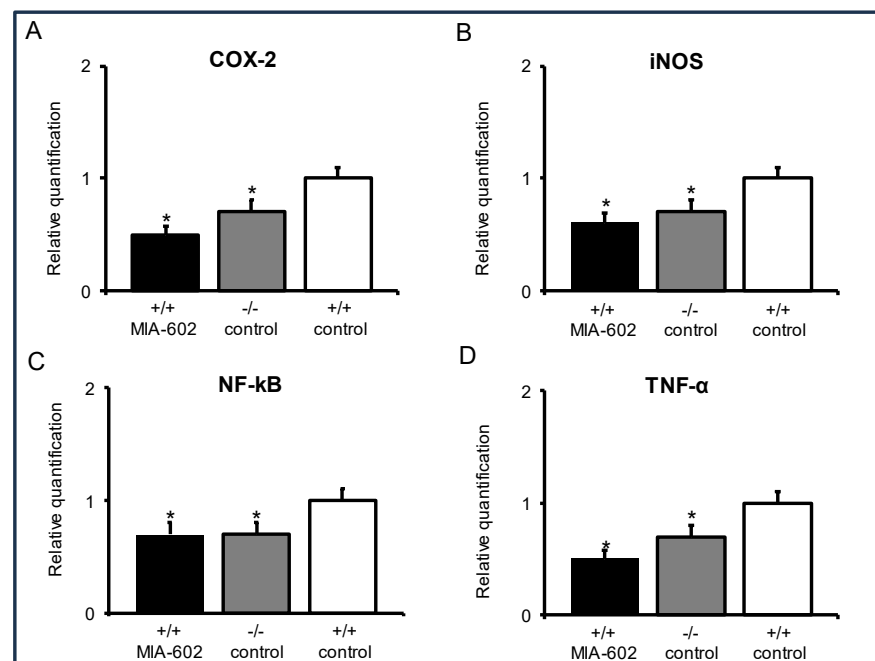 A
COX-2
Relative quantification
2
1
0
*
*
+/+
MIA-602
-/-
control
+/+
control
B
iNOS
Relative quantification
2
1
0
*
*
+/+
MIA-602
-/-
control
+/+
control
C
NF-kB
Relative quantification
2
1
0
*
*
+/+
MIA-602
-/-
control
+/+
control
D
TNF-α
Relative quantification
2
1
0
*
*
+/+
MIA-602
-/-
control
+/+
control